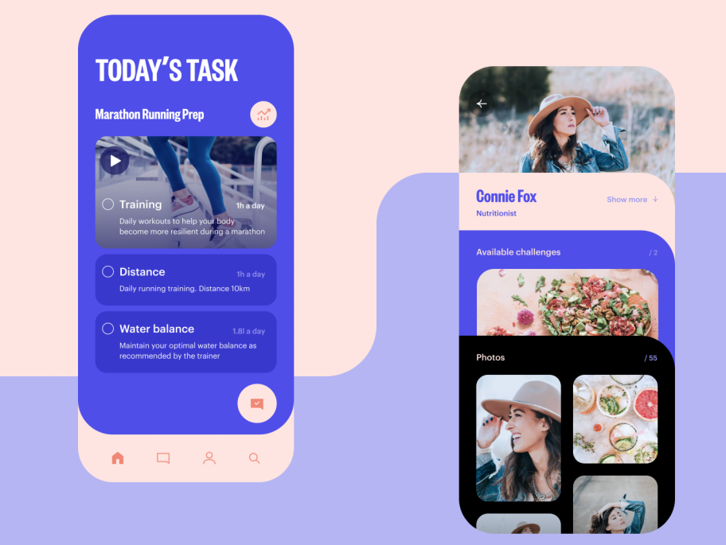 TODAY'S TASK
Marathon Running Prep
Training
1h a day
Daily workouts to help your body
become more resilient during a marathon
Distance
1h a day
Daily running training. Distance 10km
Water balance
1.8l a day
Maintain your optimal water balance as
recommended by the trainer
Connie Fox
Show more ↓
Nutritionist
Available challenges
/ 2
Photos
/ 55